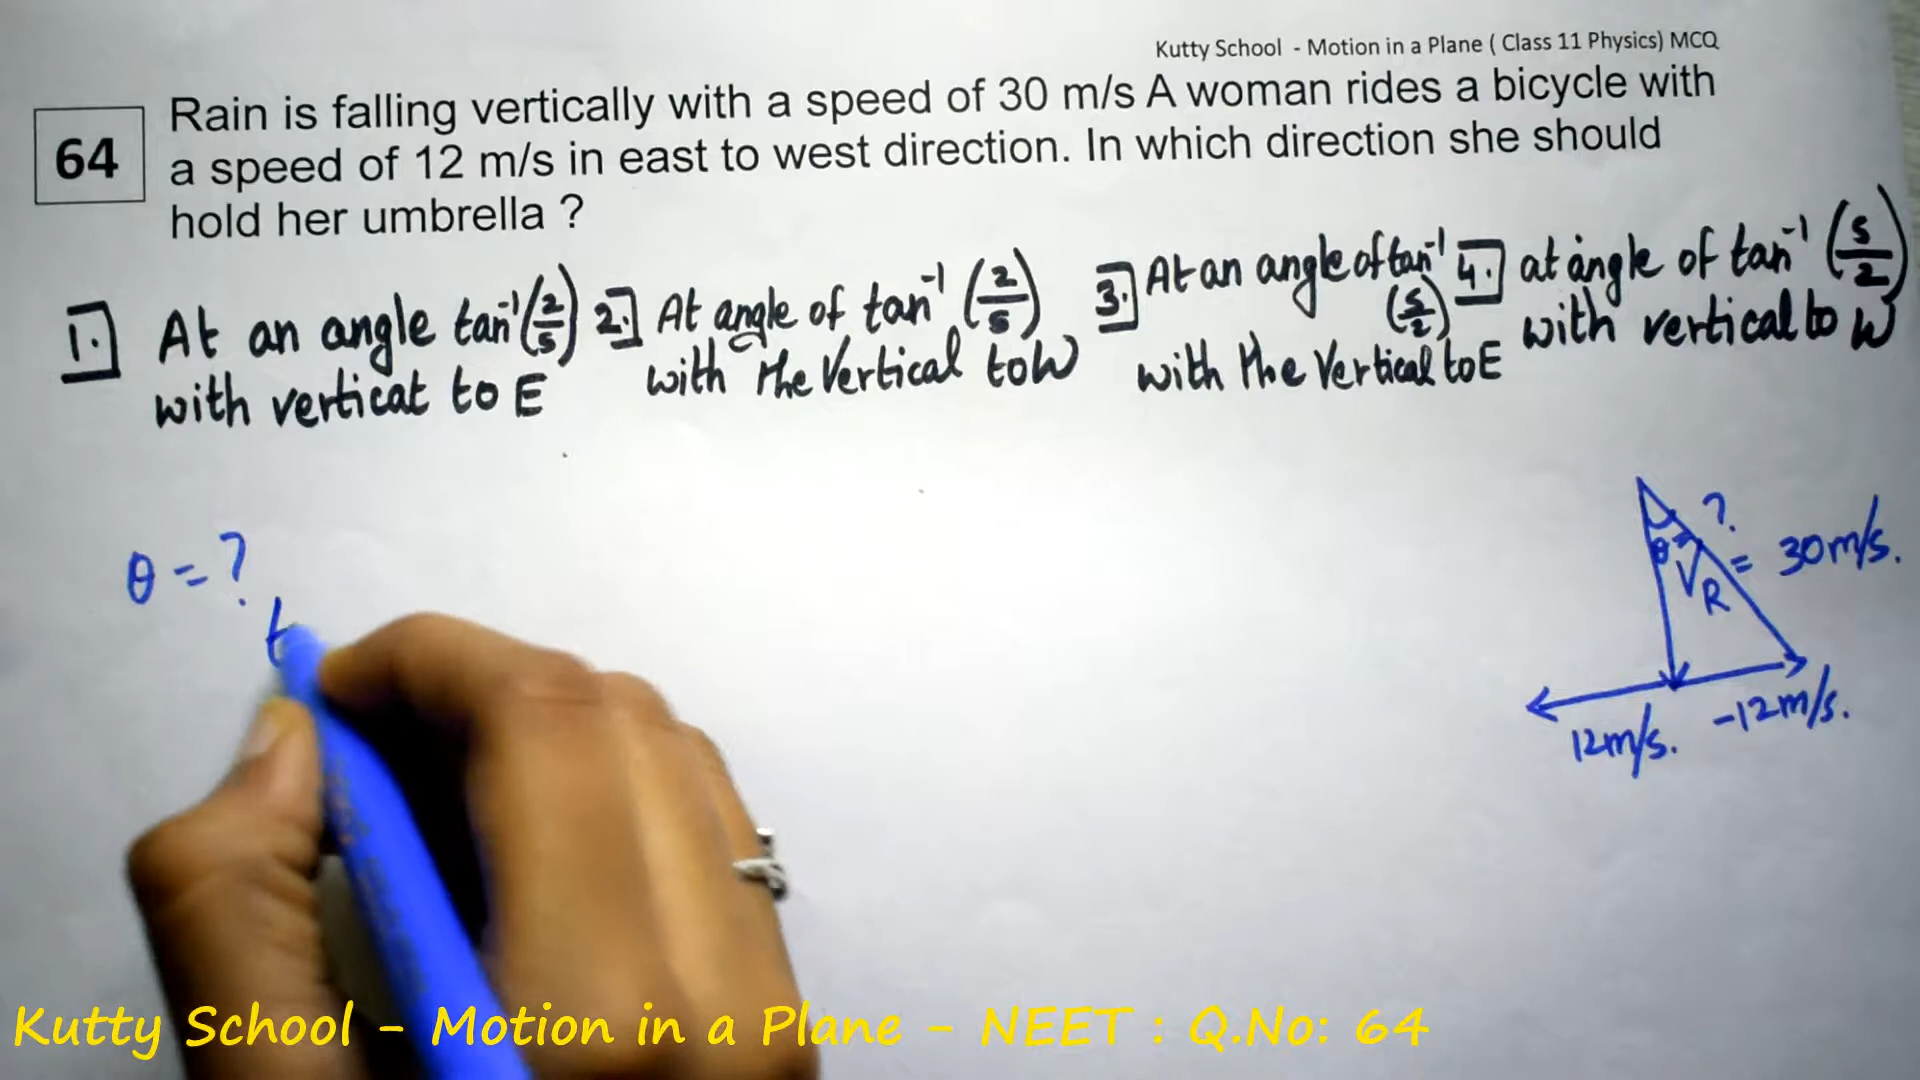 Kutty School - Motion in a Plane ( Class 11 Physics) MCQ
64
Rain is falling vertically with a speed of 30 m/s A woman rides a bicycle with
a speed of 12 m/s in east to west direction. In which direction she should
hold her umbrella ?
1. At an angle tan⁻¹(2/5)
with verticat to E
2. At angle of tan⁻¹(2/5)
with the Vertical to W
3. At an angle of tan⁻¹
(5/2)
with the Vertical to E
4. at angle of tan⁻¹(5/2)
with vertical to W
θ = ?
t
?
θ
V_R = 30m/s.
12m/s.
-12m/s.
Kutty School - Motion in a Plane - NEET : Q.No: 64